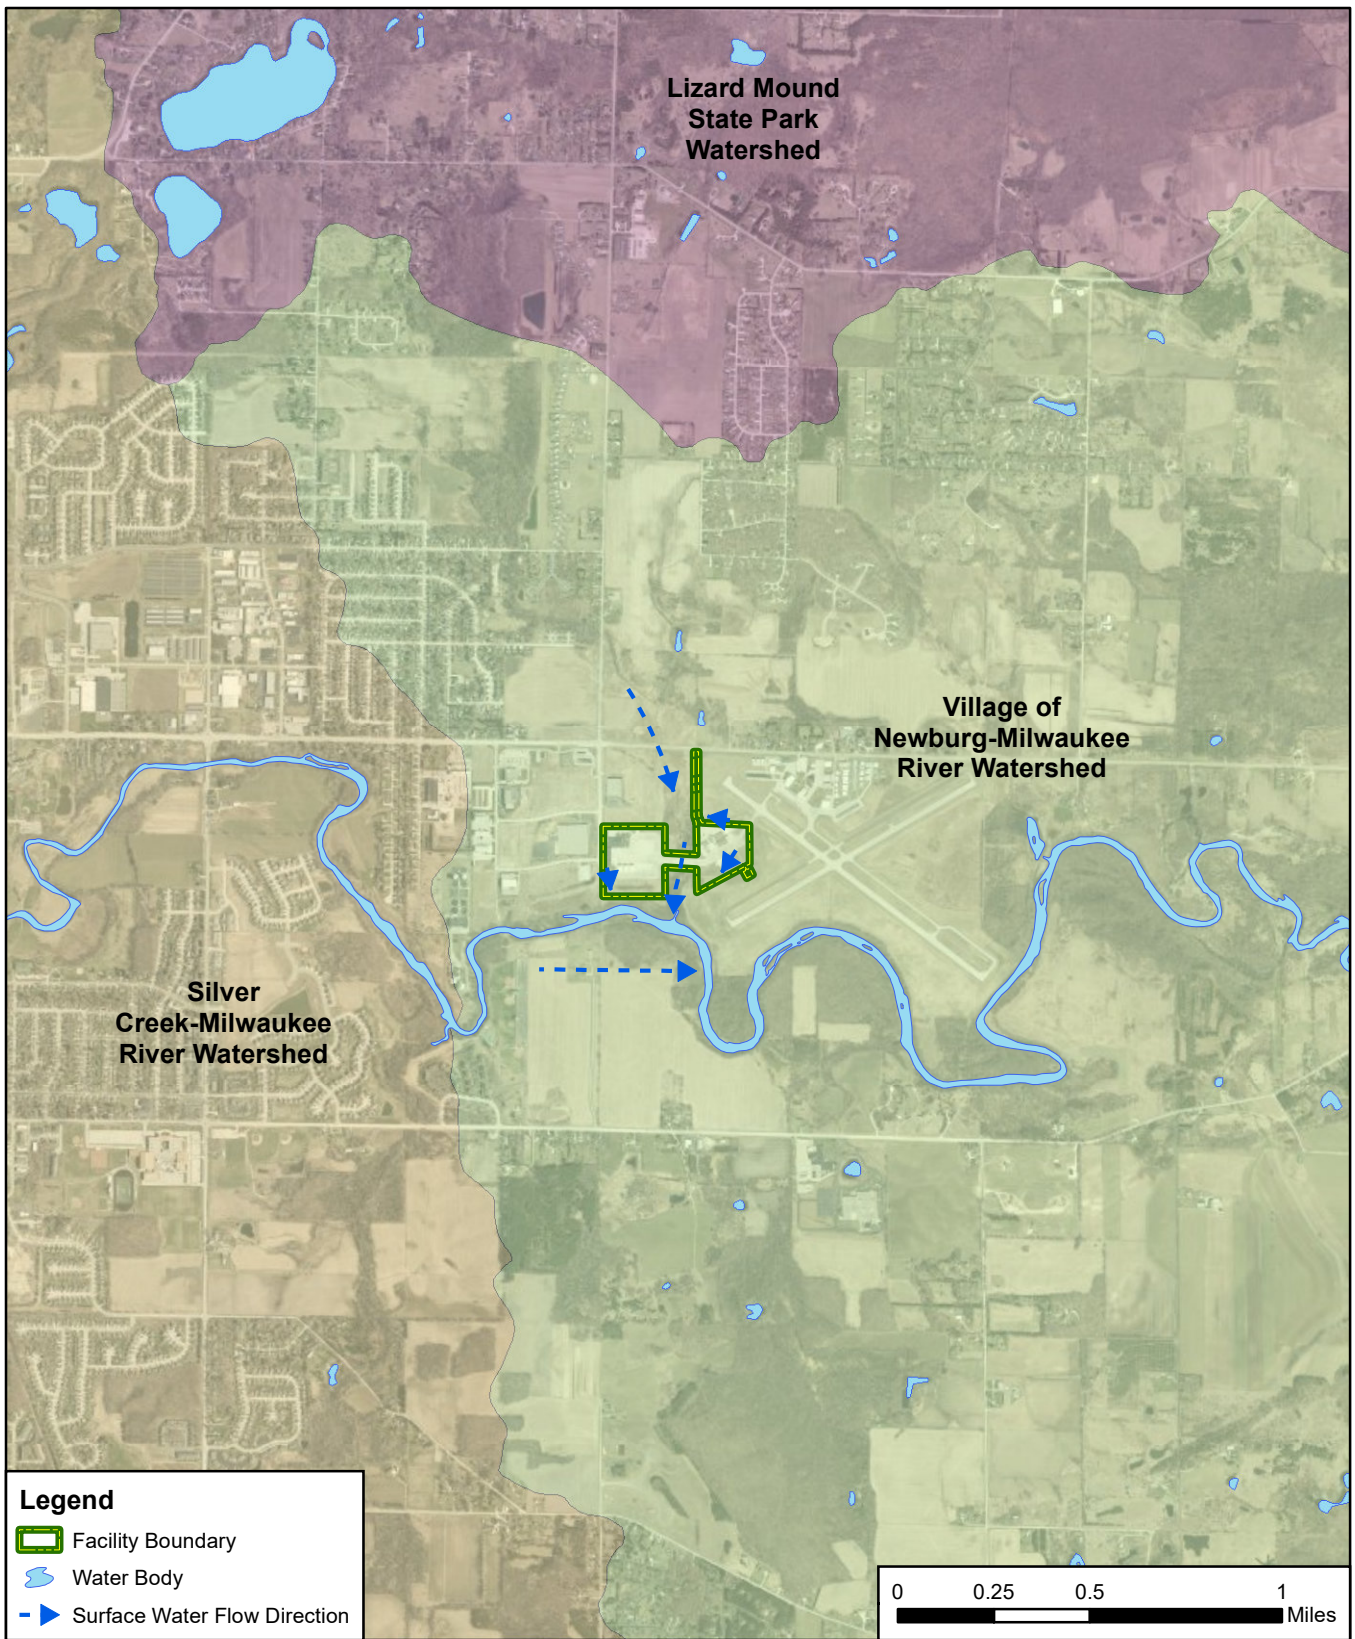 Lizard Mound
State Park
Watershed
Village of
Newburg-Milwaukee
River Watershed
Silver
Creek-Milwaukee
River Watershed
Legend
Facility Boundary
Water Body
Surface Water Flow Direction
0 0.25 0.5 1
Miles